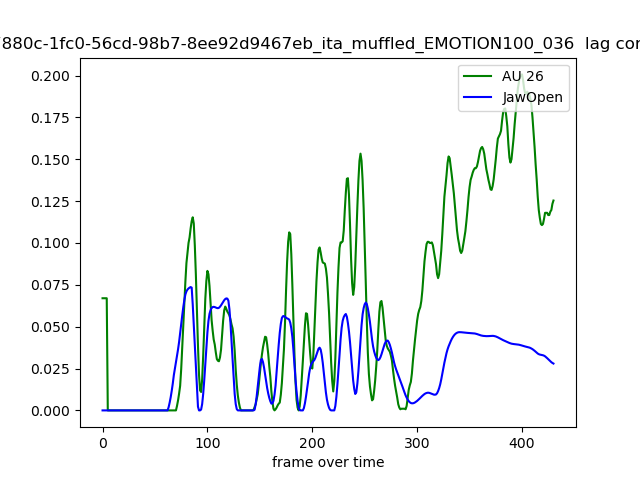 880c-1fc0-56cd-98b7-8ee92d9467eb_ita_muffled_EMOTION100_036 lag cor
AU 26
JawOpen
0.200
0.175
0.150
0.125
0.100
0.075
0.050
0.025
0.000
0 100 200 300 400
frame over time